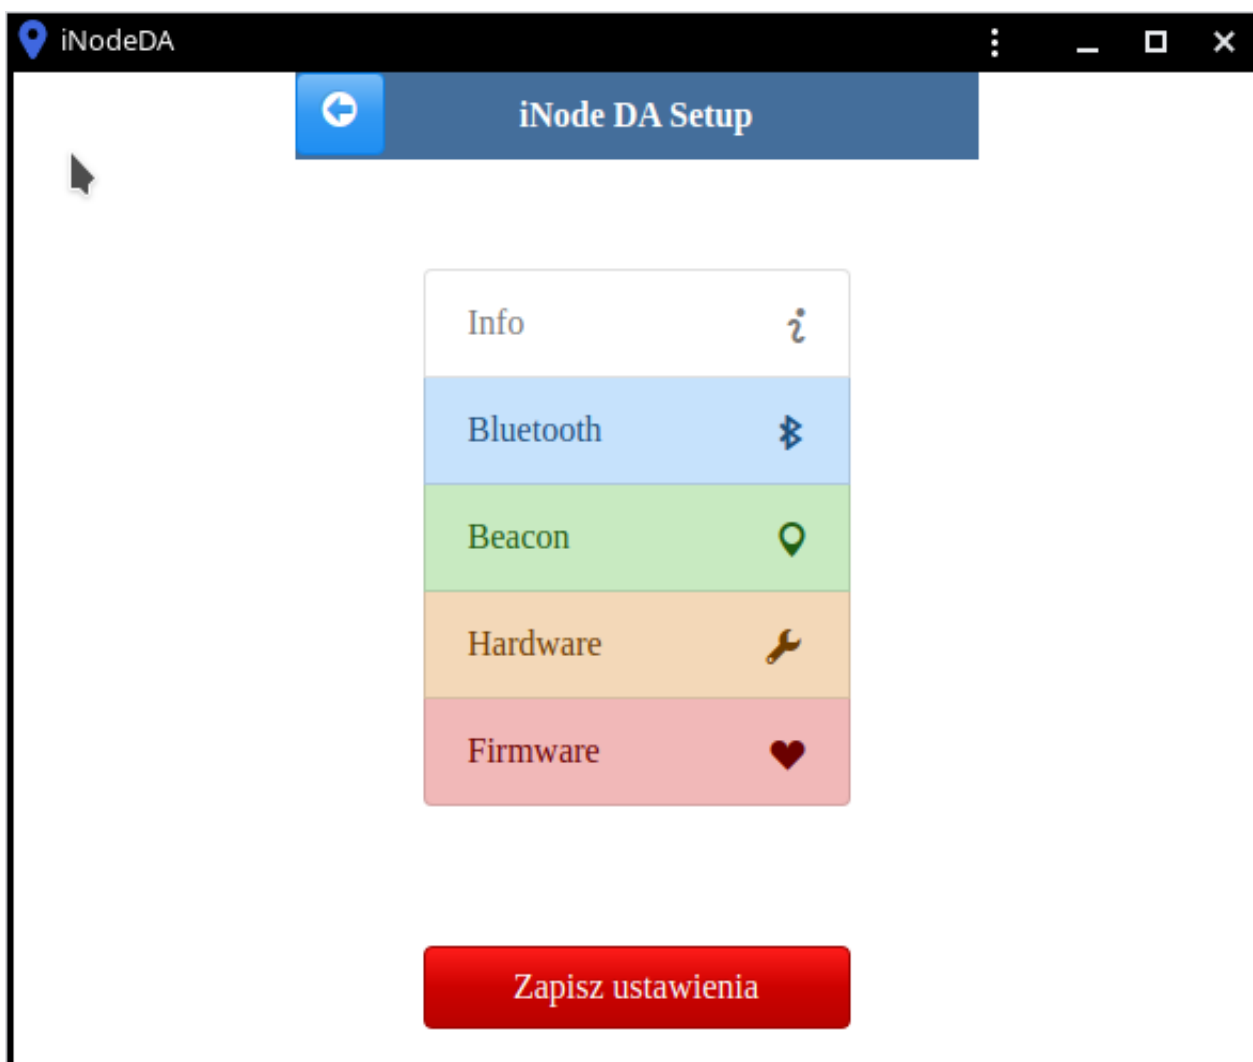 iNodeDA
iNode DA Setup
Info
Bluetooth
Beacon
Hardware
Firmware
Zapisz ustawienia